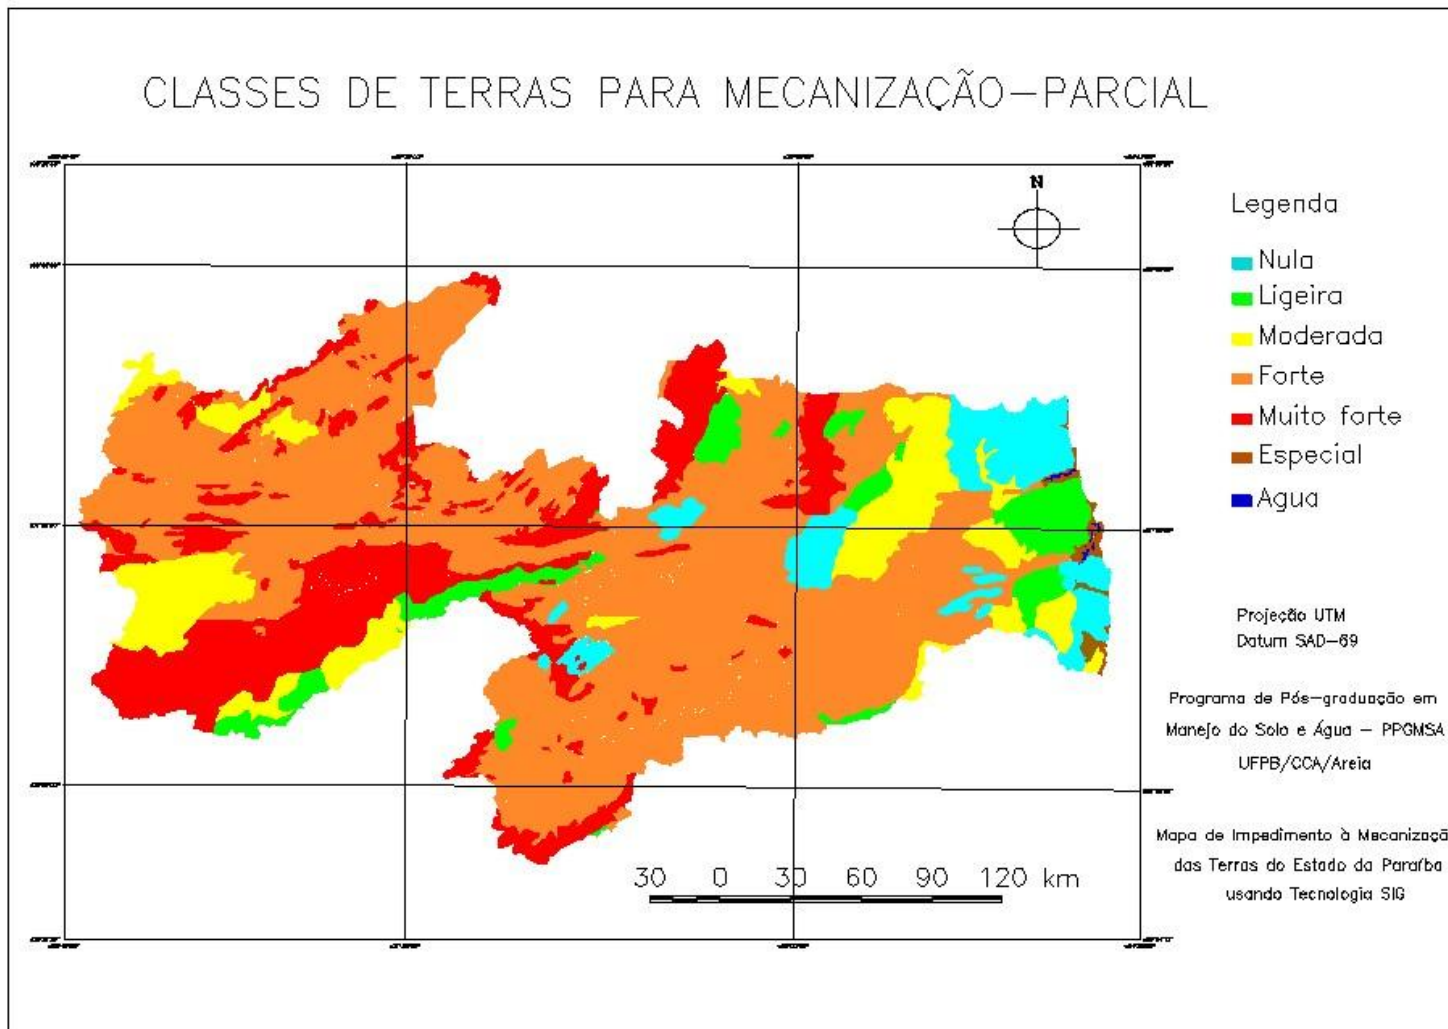 CLASSES DE TERRAS PARA MECANIZAÇÃO-PARCIAL
N
Legenda
Nula
Ligeira
Moderada
Forte
Muito forte
Especial
Agua
Projeção UTM
Datum SAD-69
Programa de Pós-graduação em
Manejo do Solo e Água - PPGMSA
UFPB/CCA/Areia
Mapa de Impedimento à Mecanizaçã
das Terras do Estado da Paraíba
usando Tecnologia SIG
30 0 30 60 90 120 km